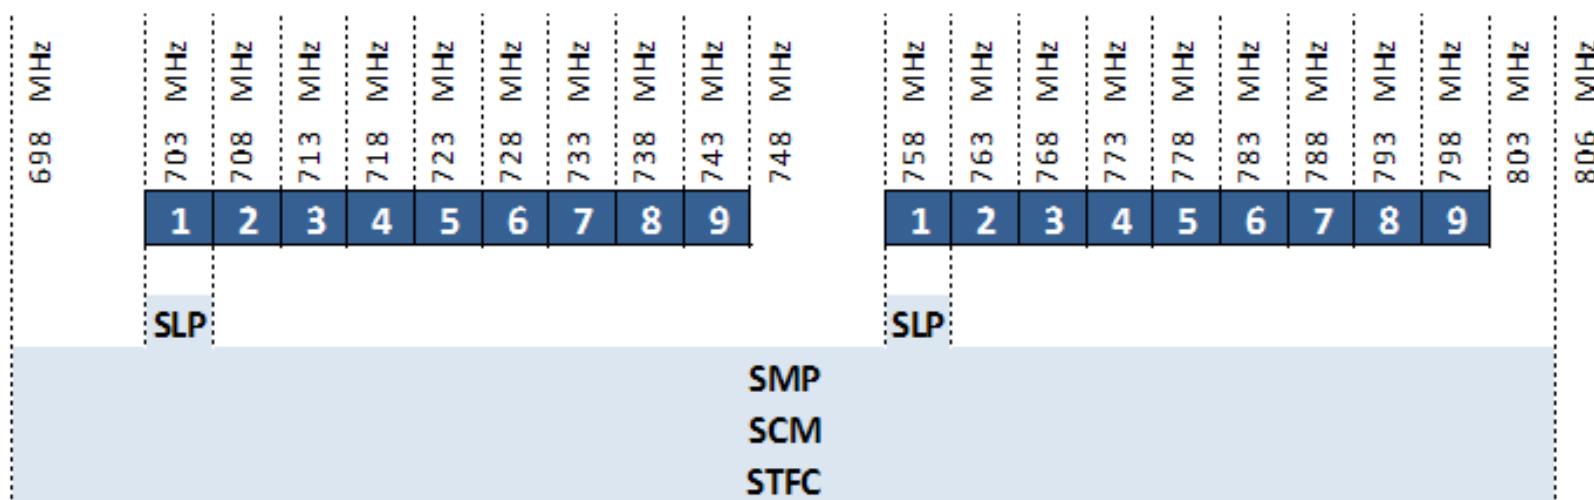 698 MHz 703 MHz 708 MHz 713 MHz 718 MHz 723 MHz 728 MHz 733 MHz 738 MHz 743 MHz 748 MHz 758 MHz 763 MHz 768 MHz 773 MHz 778 MHz 783 MHz 788 MHz 793 MHz 798 MHz 803 MHz 806 MHz
1 2 3 4 5 6 7 8 9 1 2 3 4 5 6 7 8 9
SLP SLP
SMP
SCM
STFC